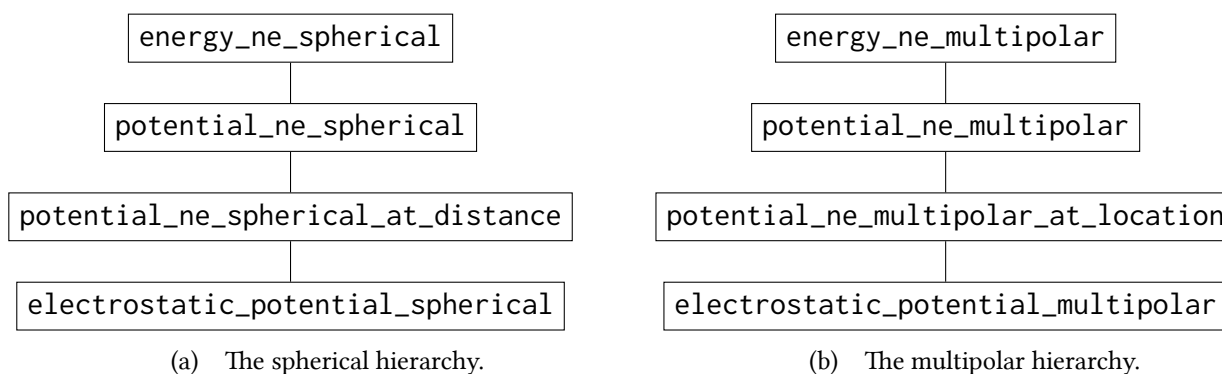 energy_ne_spherical
potential_ne_spherical
potential_ne_spherical_at_distance
electrostatic_potential_spherical
(a) The spherical hierarchy.
energy_ne_multipolar
potential_ne_multipolar
potential_ne_multipolar_at_location
electrostatic_potential_multipolar
(b) The multipolar hierarchy.